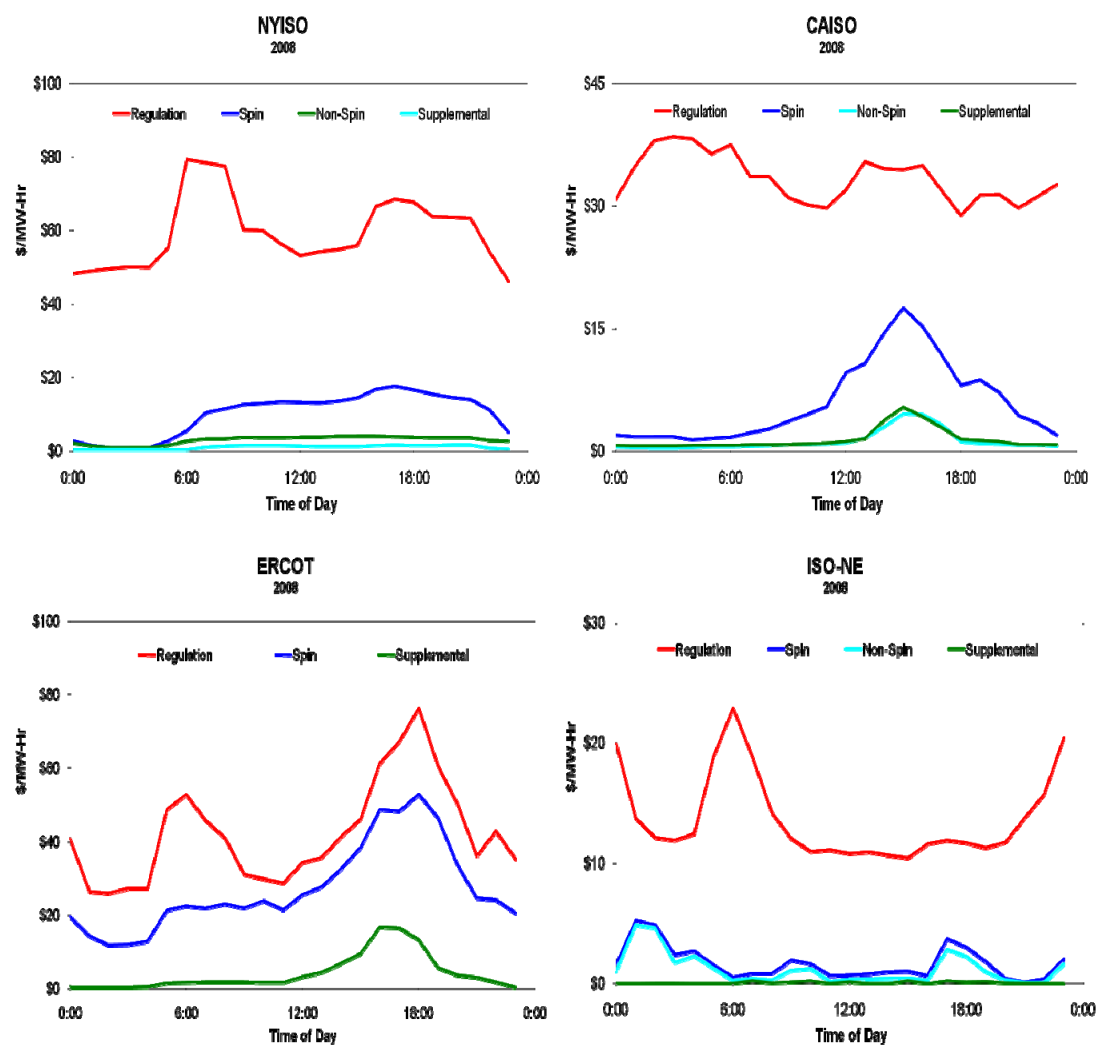 NYISO
2008
$100
Regulation Spin Non-Spin Supplemental
$80
$60
$40
$20
$0
$/MW-Hr
0:00 6:00 12:00 18:00 0:00
Time of Day
CAISO
2008
$45
Regulation Spin Non-Spin Supplemental
$30
$15
$0
$/MW-Hr
0:00 6:00 12:00 18:00 0:00
Time of Day
ERCOT
2008
$100
Regulation Spin Supplemental
$80
$60
$40
$20
$0
$/MW-Hr
0:00 6:00 12:00 18:00 0:00
Time of Day
ISO-NE
2008
$30
Regulation Spin Non-Spin Supplemental
$20
$10
$0
$/MW-Hr
0:00 6:00 12:00 18:00 0:00
Time of Day